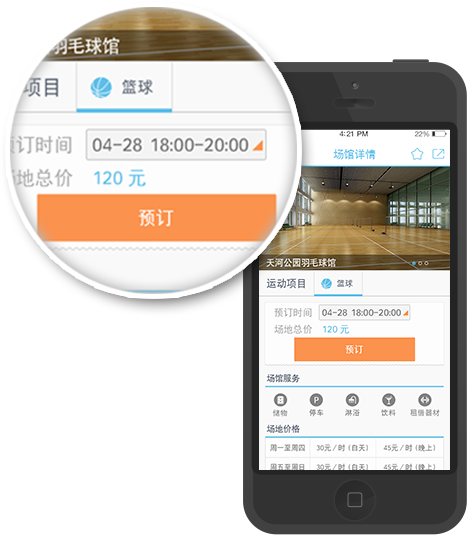 羽毛球馆
项目 篮球
预订时间 04-28 18:00-20:00
场地总价 120 元
预订
4:21 PM 22%
场馆详情
天河公园羽毛球馆
运动项目 篮球
预订时间 04-28 18:00-20:00
场地总价 120 元
预订
场馆服务
储物 停车 淋浴 饮料 租借器材
场地价格
周一至周四 30元／时 (白天) 45元／时 (晚上)
周五至周日 30元／时 (白天) 45元／时 (晚上)